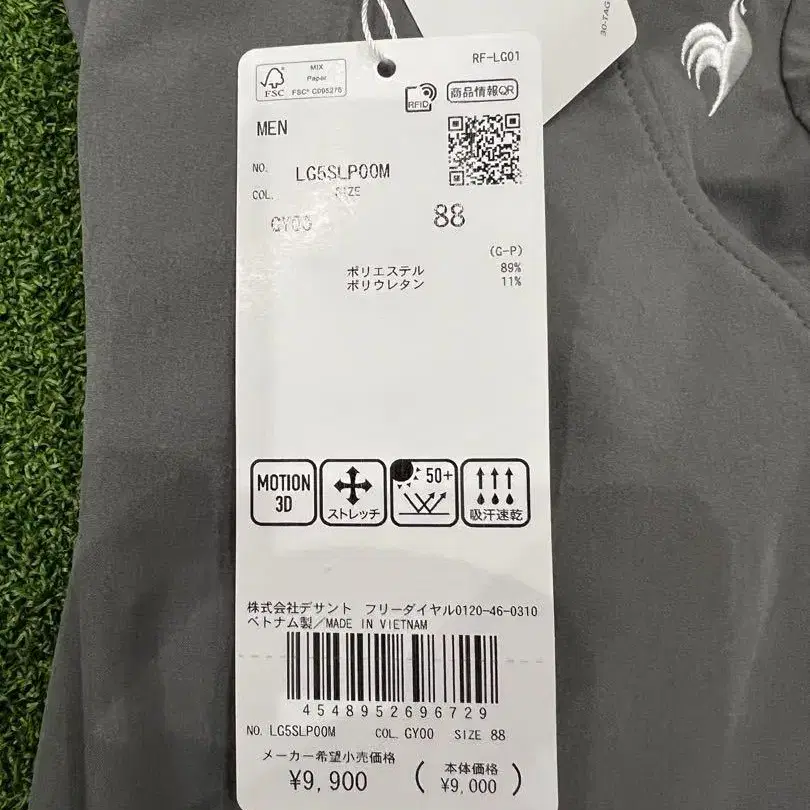 30-TAG
RF-LG01
MIX
Paper
FSC
FSC® C095276
RFID
商品情報QR
MEN
NO. LG5SLP00M
COL. SIZE
GY00 88
(G-P)
ポリエステル 89%
ポリウレタン 11%
MOTION
3D
ストレッチ
50+
吸汗速乾
株式会社デサント フリーダイヤル0120-46-0310
ベトナム製/MADE IN VIETNAM
4548952696729
NO. LG5SLP00M COL. GY00 SIZE 88
メーカー希望小売価格
¥9,900 (本体価格 ¥9,000)